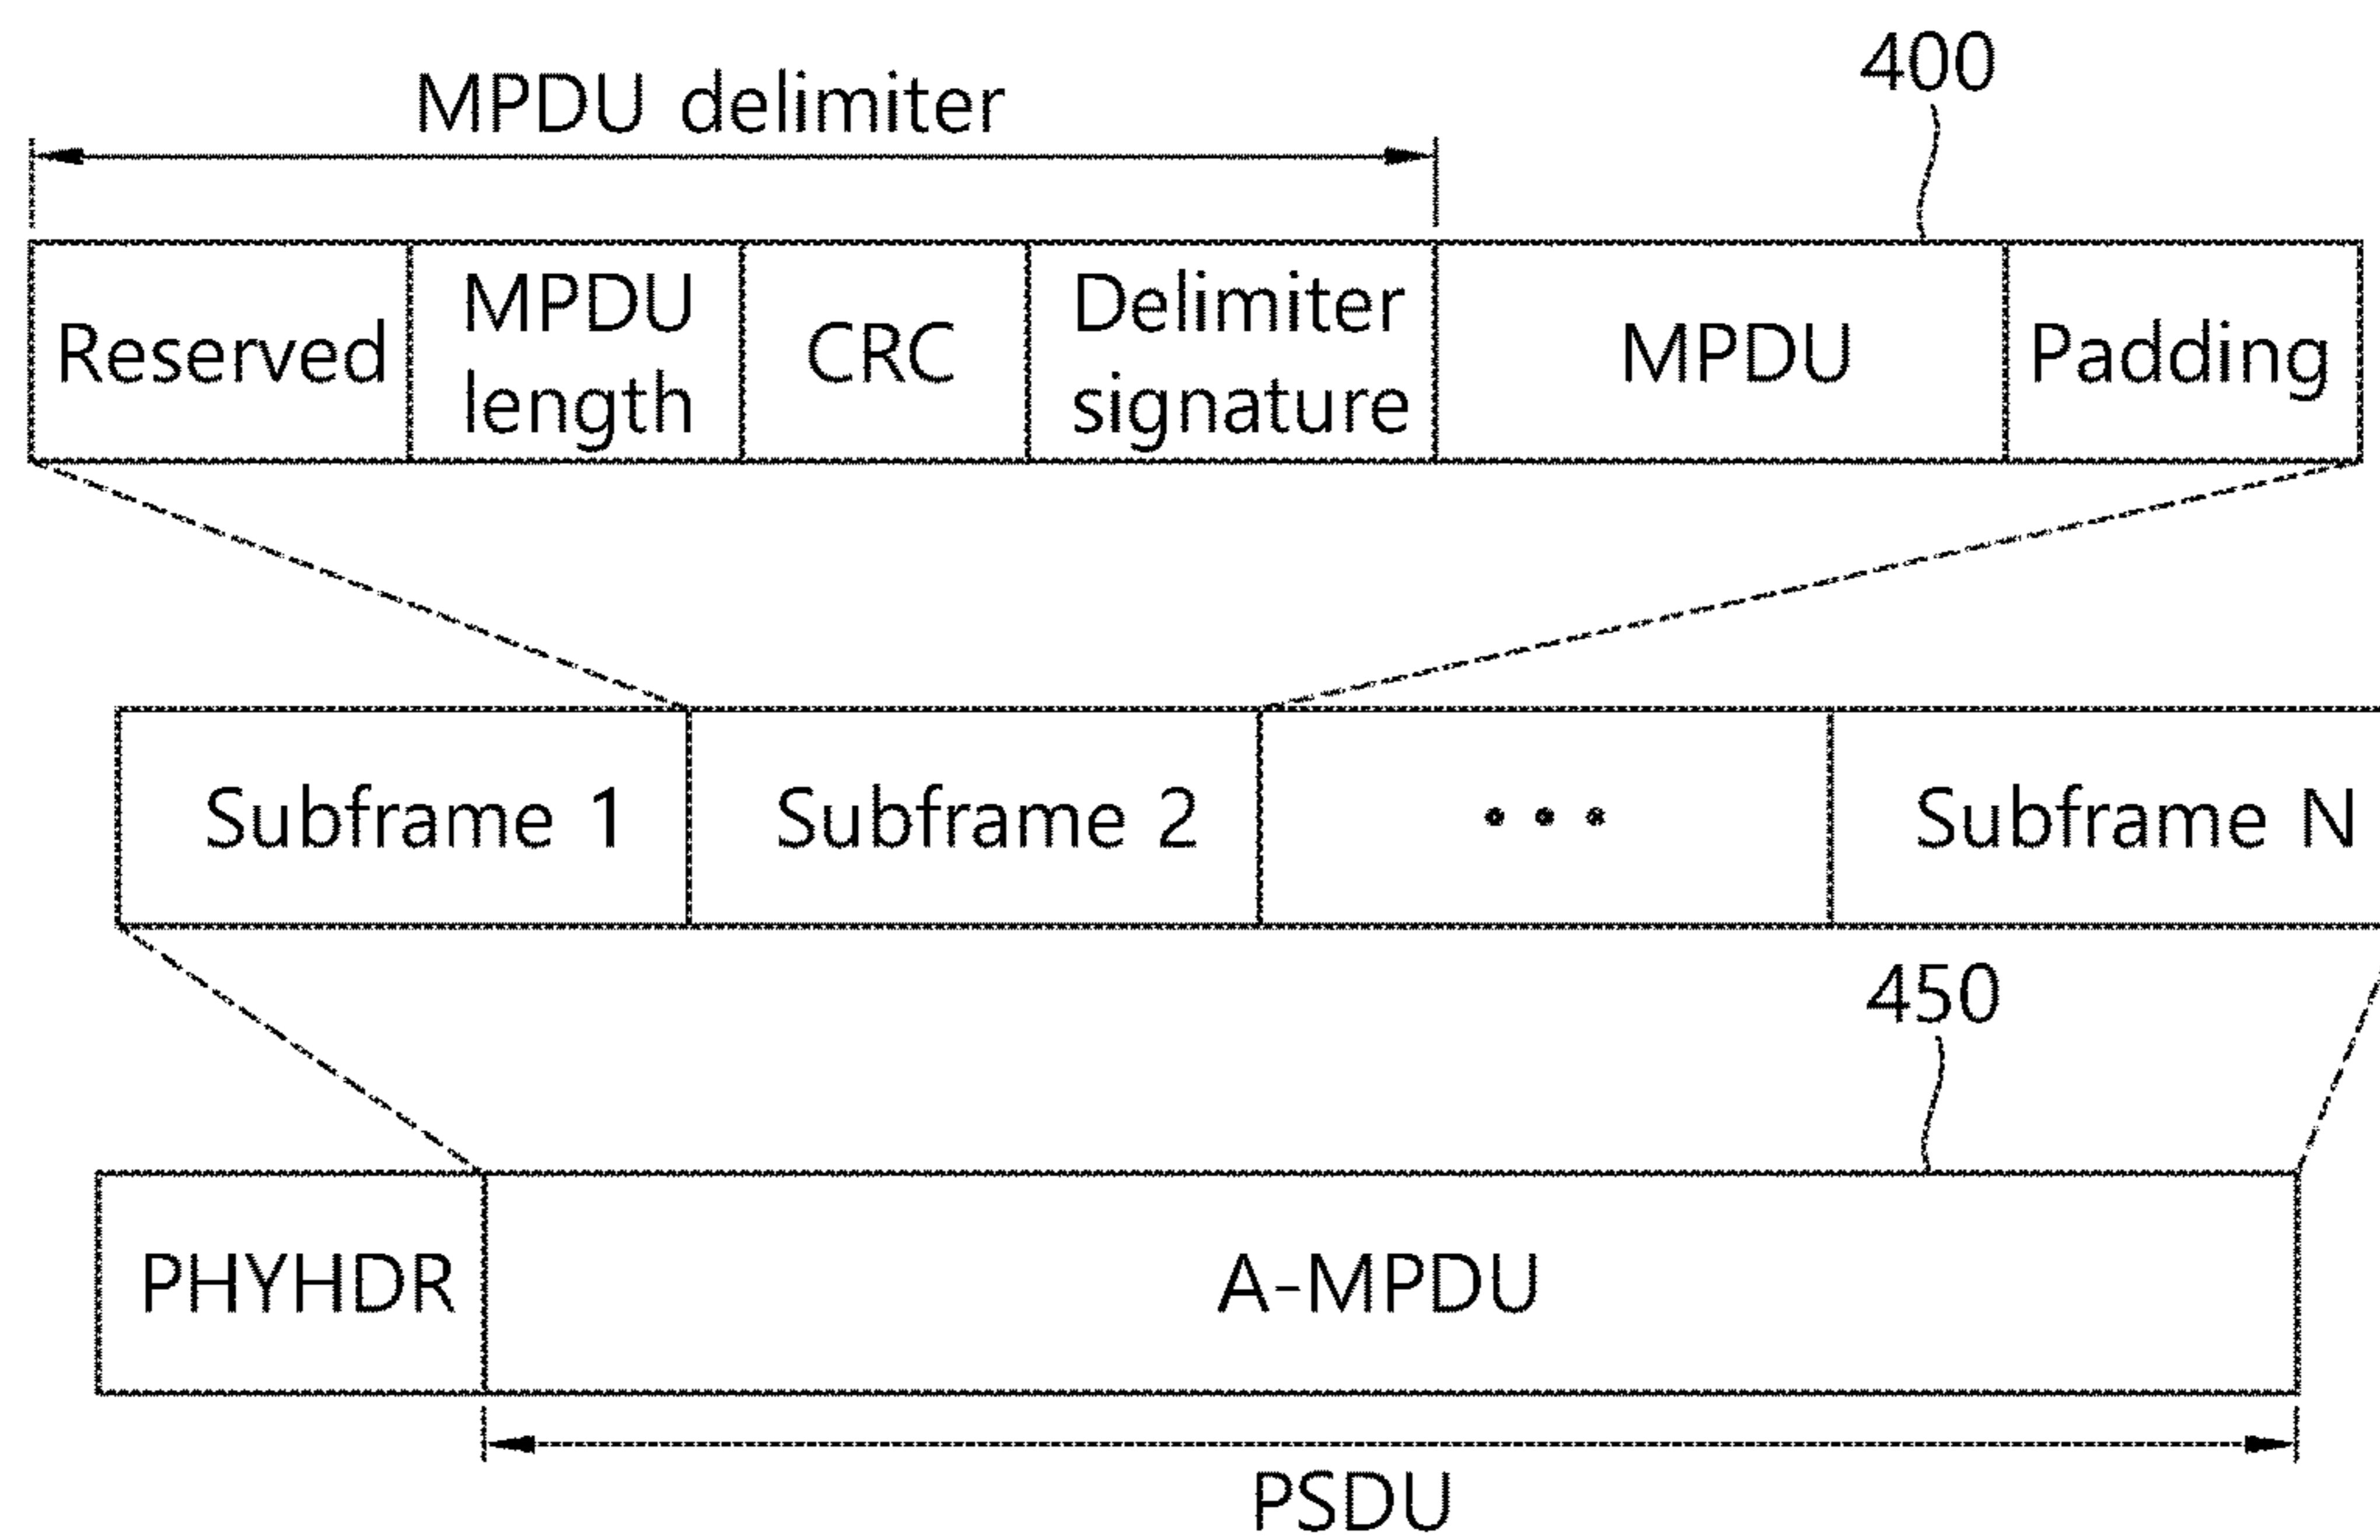 400
MPDU delimiter
Reserved
MPDU
length
CRC
Delimiter
signature
MPDU
Padding
Subframe 1
Subframe 2
...
Subframe N
450
PHYHDR
A-MPDU
PSDU